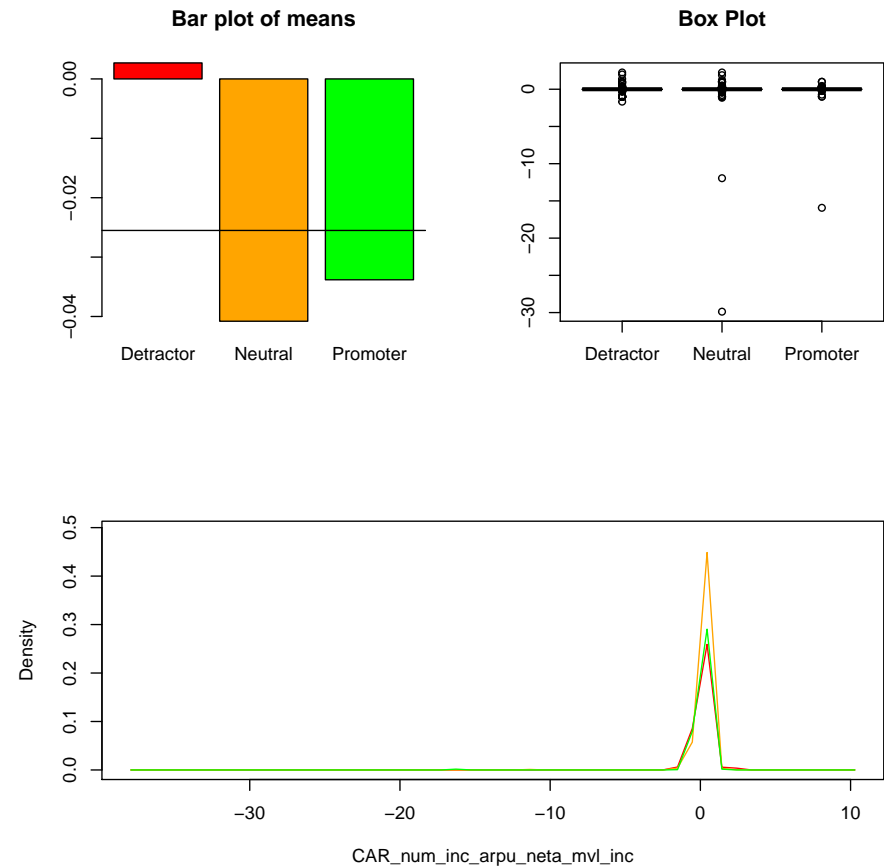 Bar plot of means
0.00
−0.02
−0.04
Detractor Neutral Promoter
Box Plot
0
−10
−20
−30
Detractor Neutral Promoter
Density
0.5
0.4
0.3
0.2
0.1
0.0
−30 −20 −10 0 10
CAR_num_inc_arpu_neta_mvl_inc